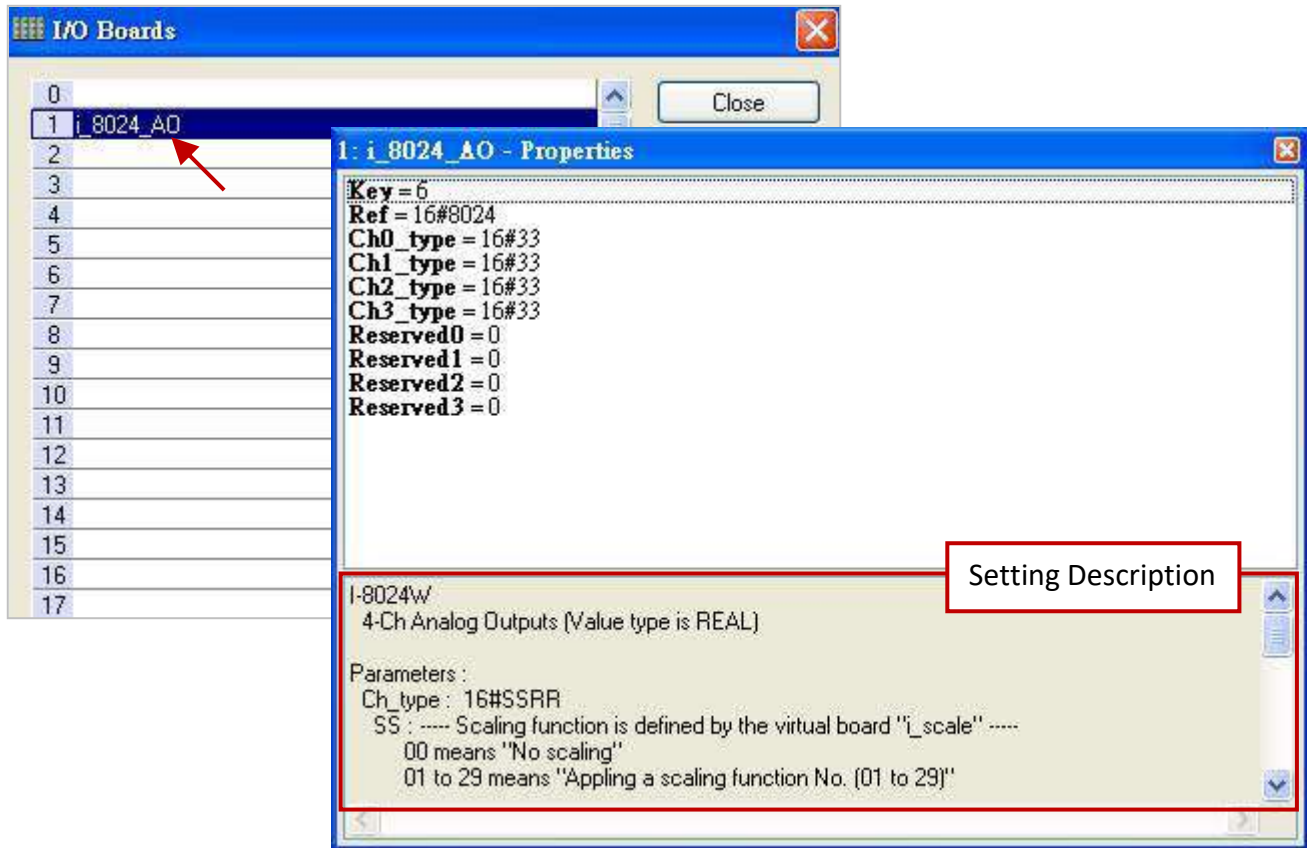 I/O Boards
Close
0
1 i_8024_AO
2
3
4
5
6
7
8
9
10
11
12
13
14
15
16
17
1: i_8024_AO - Properties
Key = 6
Ref = 16#8024
Ch0_type = 16#33
Ch1_type = 16#33
Ch2_type = 16#33
Ch3_type = 16#33
Reserved0 = 0
Reserved1 = 0
Reserved2 = 0
Reserved3 = 0
Setting Description
I-8024W
4-Ch Analog Outputs (Value type is REAL)
Parameters :
Ch_type : 16#SSRR
SS : ----- Scaling function is defined by the virtual board "i_scale" -----
00 means "No scaling"
01 to 29 means "Appling a scaling function No. (01 to 29)"